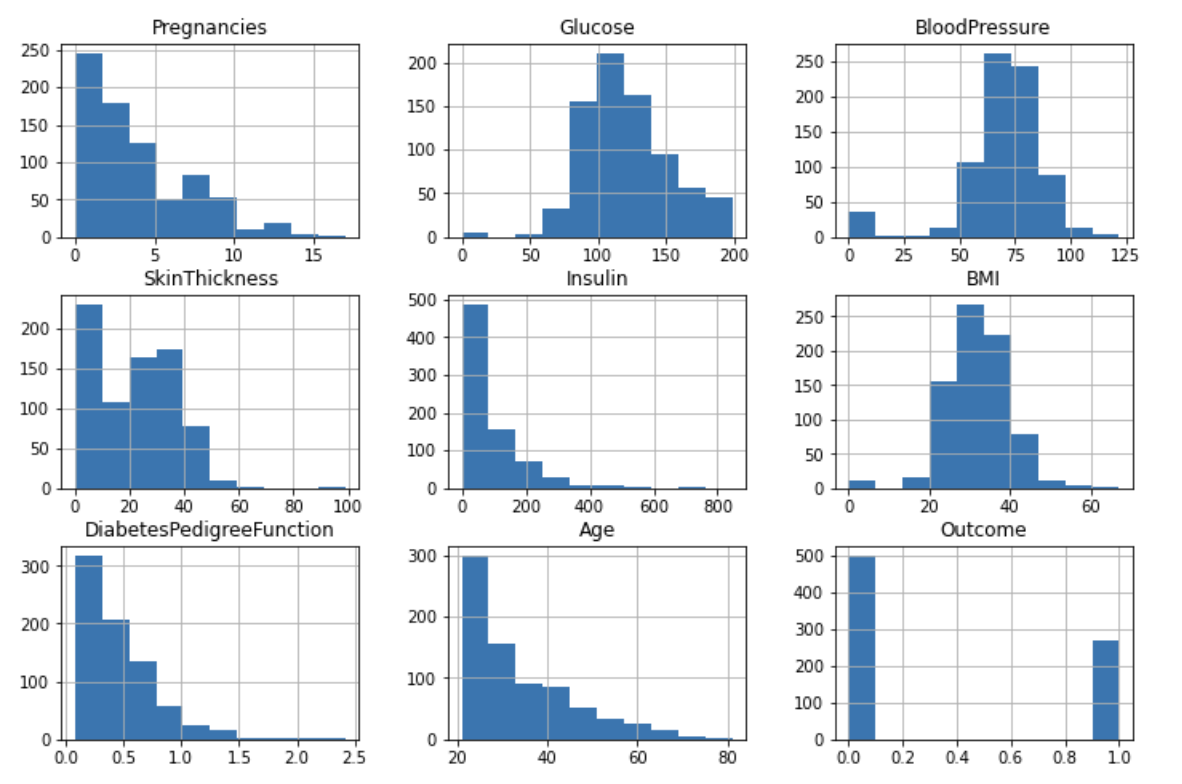 Pregnancies
250
200
150
100
50
0
0 5 10 15
Glucose
200
150
100
50
0
0 50 100 150 200
BloodPressure
250
200
150
100
50
0
0 25 50 75 100 125
SkinThickness
200
150
100
50
0
0 20 40 60 80 100
Insulin
500
400
300
200
100
0
0 200 400 600 800
BMI
250
200
150
100
50
0
0 20 40 60
DiabetesPedigreeFunction
300
200
100
0
0.0 0.5 1.0 1.5 2.0 2.5
Age
300
200
100
0
20 40 60 80
Outcome
500
400
300
200
100
0
0.0 0.2 0.4 0.6 0.8 1.0